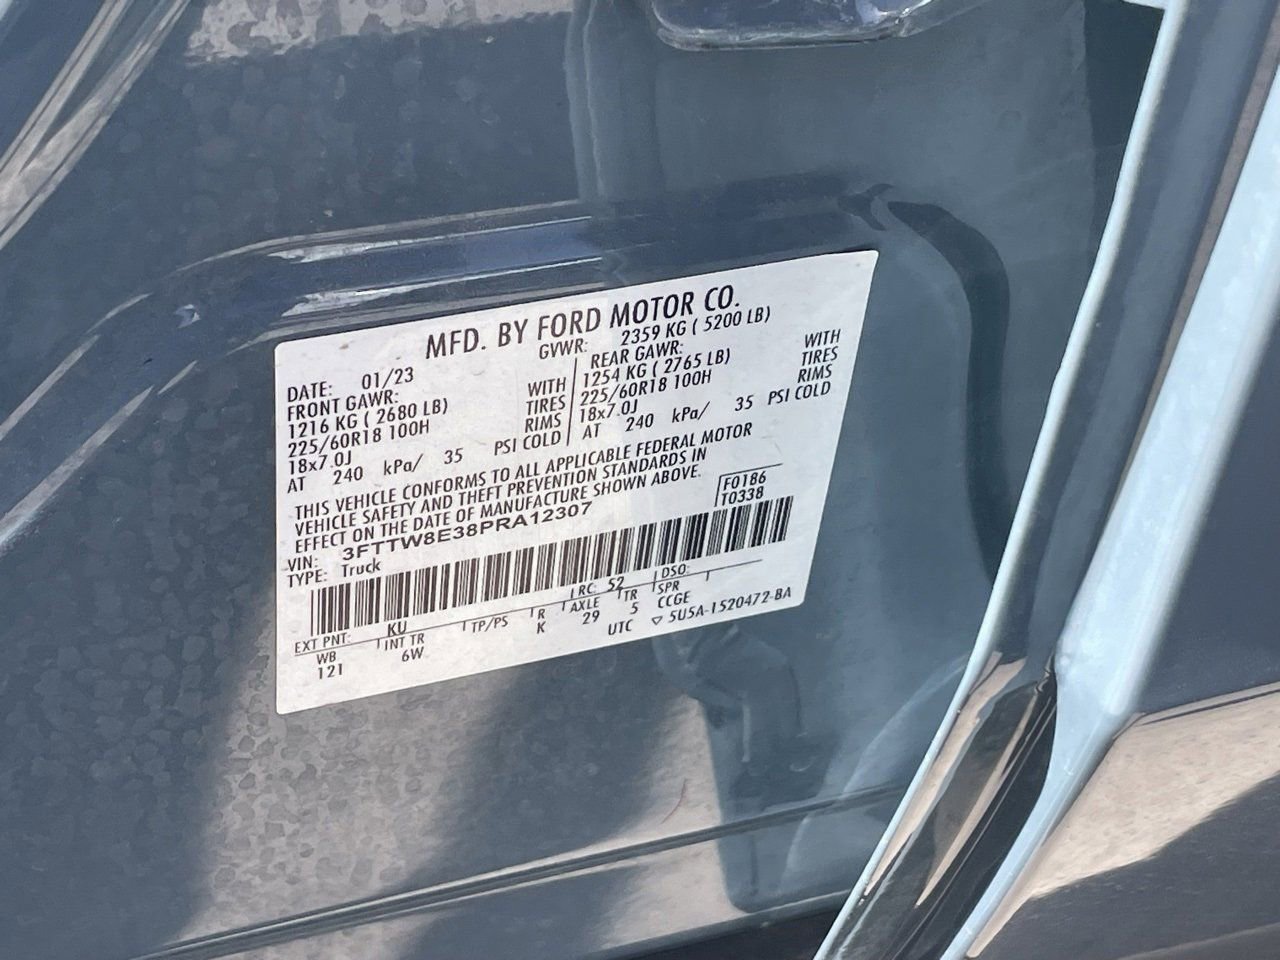 MFD. BY FORD MOTOR CO.
DATE: 01/23 GVWR: 2359 KG ( 5200 LB)
FRONT GAWR: REAR GAWR:
1216 KG ( 2680 LB) WITH 1254 KG ( 2765 LB) WITH
225/60R18 100H TIRES 225/60R18 100H TIRES
18x7.0J RIMS 18x7.0J RIMS
AT 240 kPa/ 35 PSI COLD AT 240 kPa/ 35 PSI COLD
THIS VEHICLE CONFORMS TO ALL APPLICABLE FEDERAL MOTOR
VEHICLE SAFETY AND THEFT PREVENTION STANDARDS IN
EFFECT ON THE DATE OF MANUFACTURE SHOWN ABOVE.
F0186
T0338
VIN: 3FTTW8E38PRA12307
TYPE: Truck
EXT PNT: KU RC: 52 DSO:
WB INT TR TP/PS R AXLE TR SPR
121 6W K 29 5 CCGE
UTC ▽ 5U5A-1520472-BA